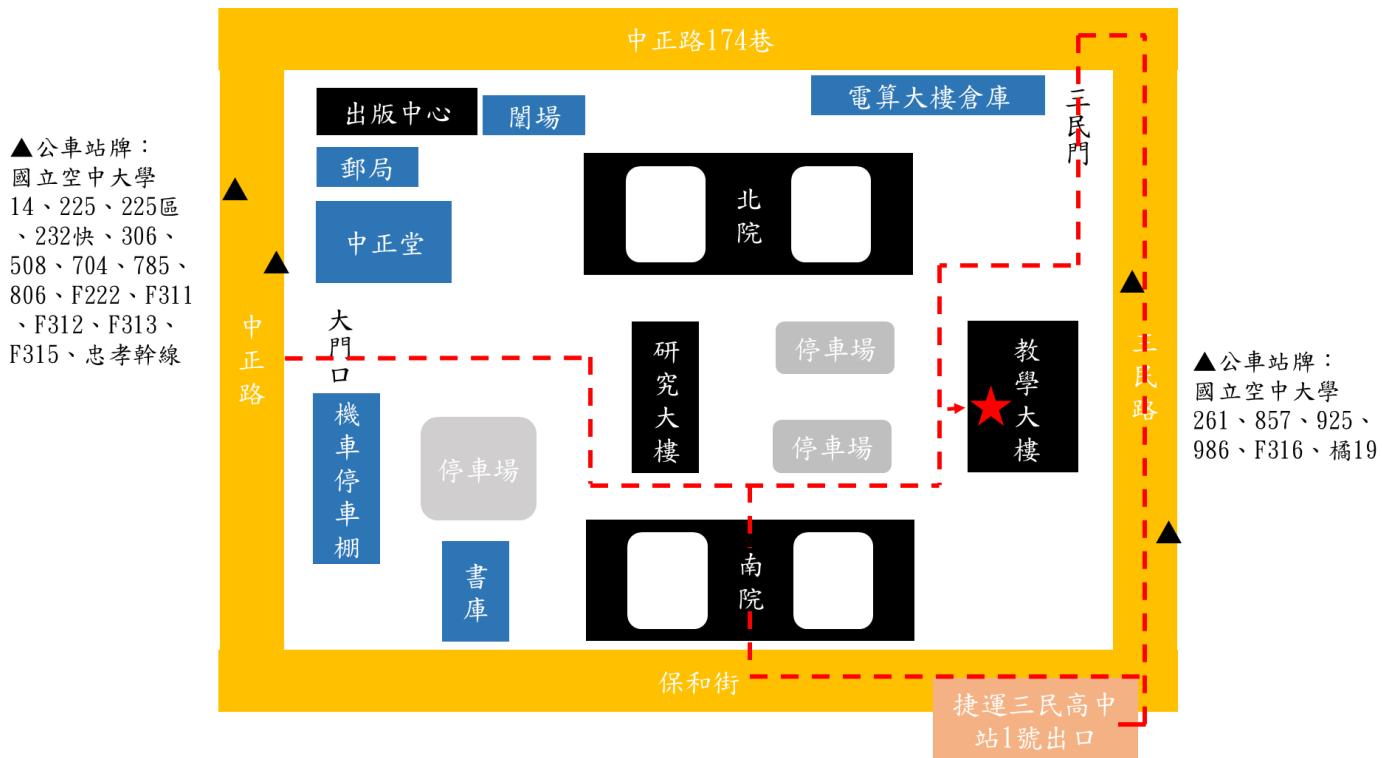 中正路174巷
出版中心
闈場
電算大樓倉庫
三民門
郵局
▲公車站牌：
國立空中大學
14、225、225區
、232快、306、
508、704、785、
806、F222、F311
、F312、F313、
F315、忠孝幹線
中正堂
北院
中正路
大門口
研究大樓
停車場
教學大樓
三民路
▲公車站牌：
國立空中大學
261、857、925、
986、F316、橘19
機車停車棚
停車場
停車場
書庫
南院
保和街
捷運三民高中
站1號出口